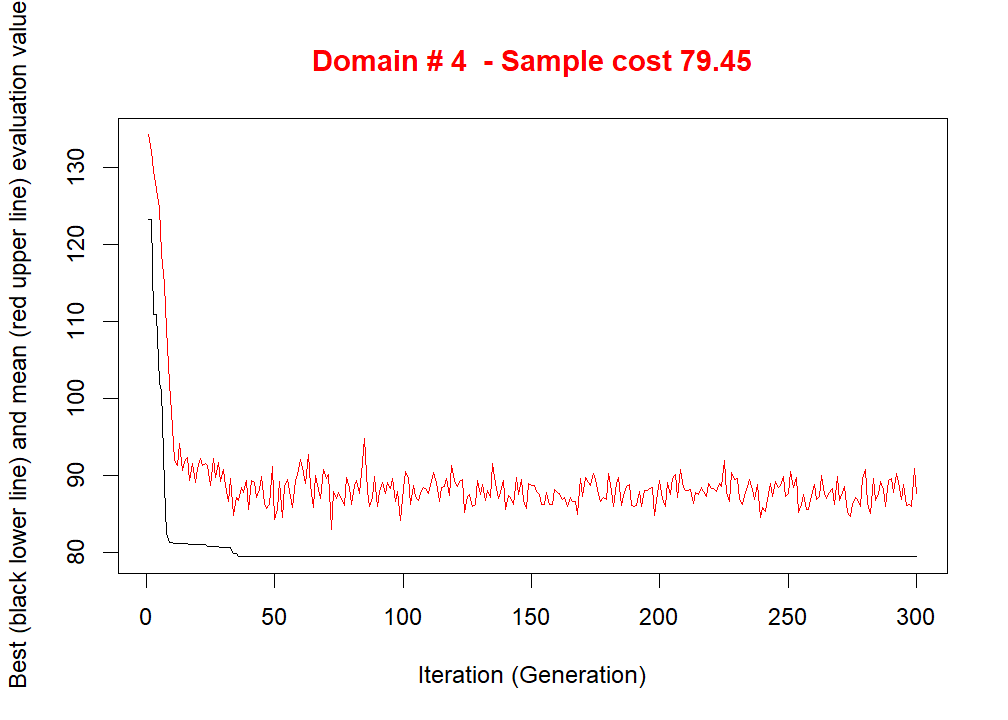 Domain # 4  - Sample cost 79.45
Best (black lower line) and mean (red upper line) evaluation value
130
120
110
100
90
80
0 50 100 150 200 250 300
Iteration (Generation)